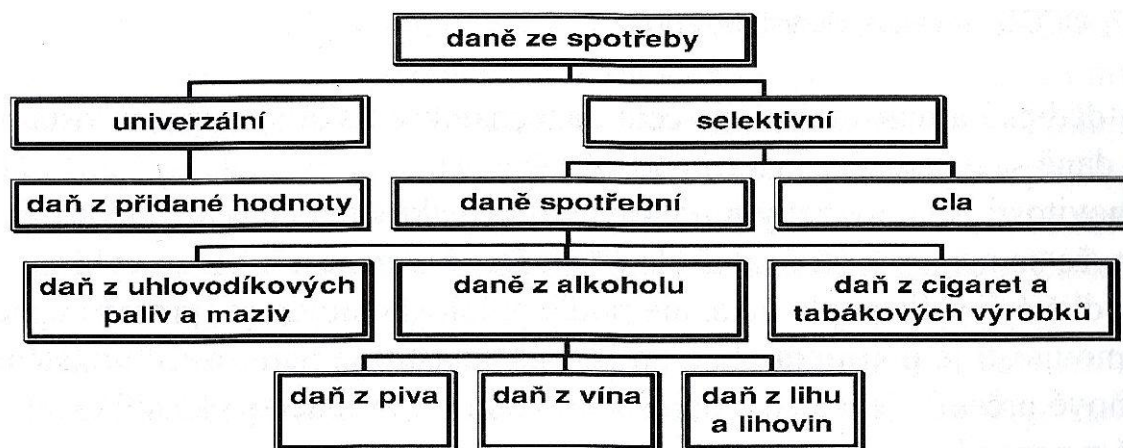 daně ze spotřeby
univerzální
selektivní
daň z přidané hodnoty
daně spotřební
cla
daň z uhlovodíkových
paliv a maziv
daně z alkoholu
daň z cigaret a
tabákových výrobků
daň z piva
daň z vína
daň z lihu
a lihovin